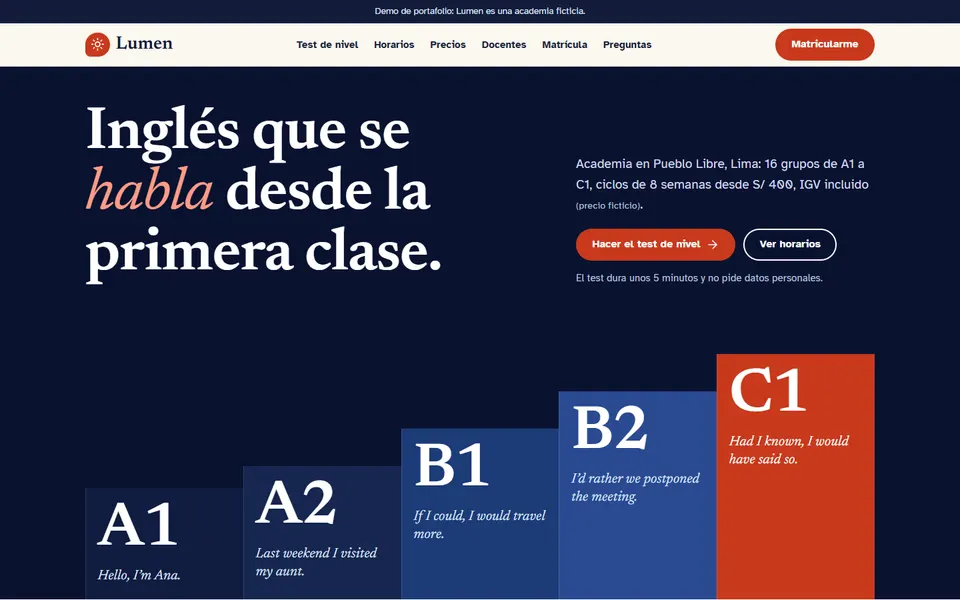 Demo de portafolio: Lumen es una academia ficticia.
Lumen
Test de nivel
Horarios
Precios
Docentes
Matrícula
Preguntas
Matricularme
Inglés que se
habla desde la
primera clase.
Academia en Pueblo Libre, Lima: 16 grupos de A1 a
C1, ciclos de 8 semanas desde S/ 400, IGV incluido
(precio ficticio).
Hacer el test de nivel →
Ver horarios
El test dura unos 5 minutos y no pide datos personales.
A1
Hello, I’m Ana.
A2
Last weekend I visited
my aunt.
B1
If I could, I would travel
more.
B2
I’d rather we postponed
the meeting.
C1
Had I known, I would
have said so.